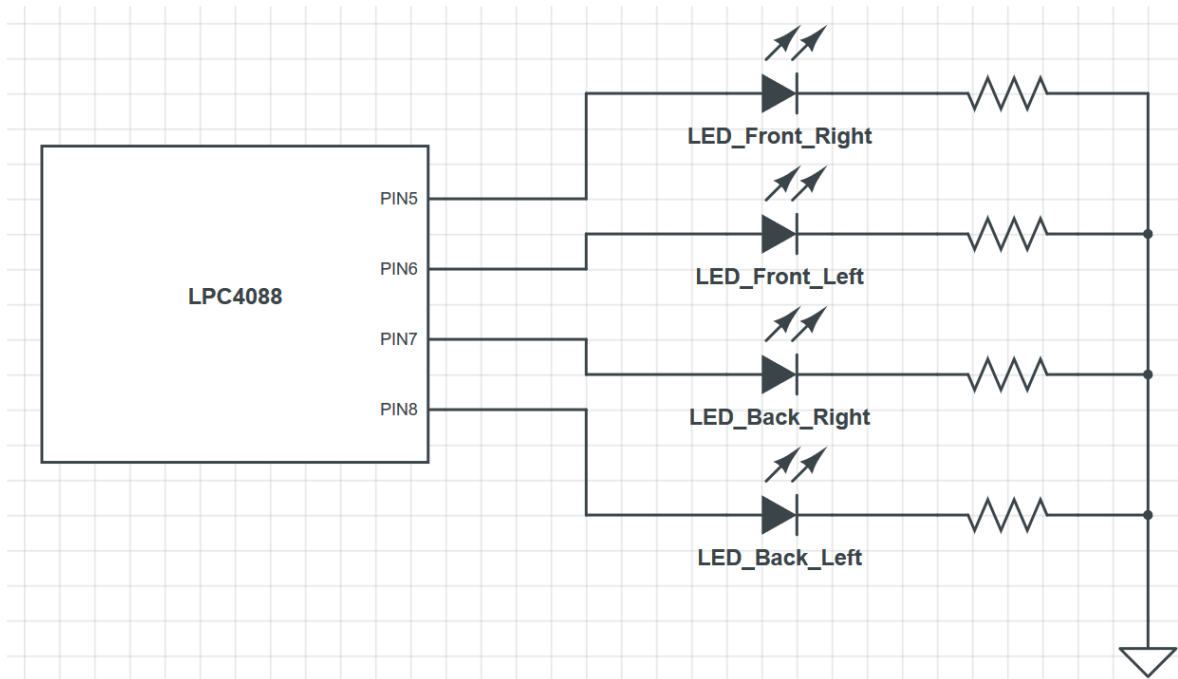 LED_Front_Right
PIN5
LED_Front_Left
PIN6
LPC4088
PIN7
LED_Back_Right
PIN8
LED_Back_Left